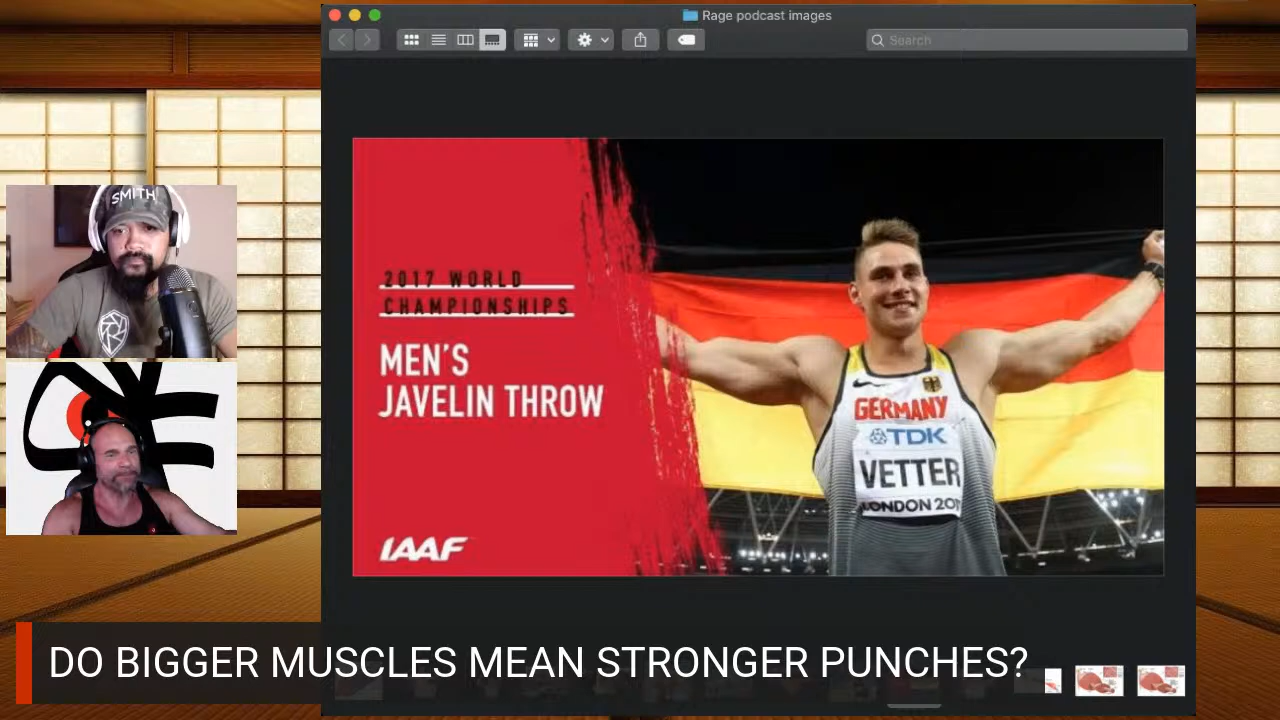 Rage podcast images
Search
SMITH
2017 WORLD
CHAMPIONSHIPS
MEN'S
JAVELIN THROW
GERMANY
TDK
VETTER
LONDON 201
IAAF
DO BIGGER MUSCLES MEAN STRONGER PUNCHES?